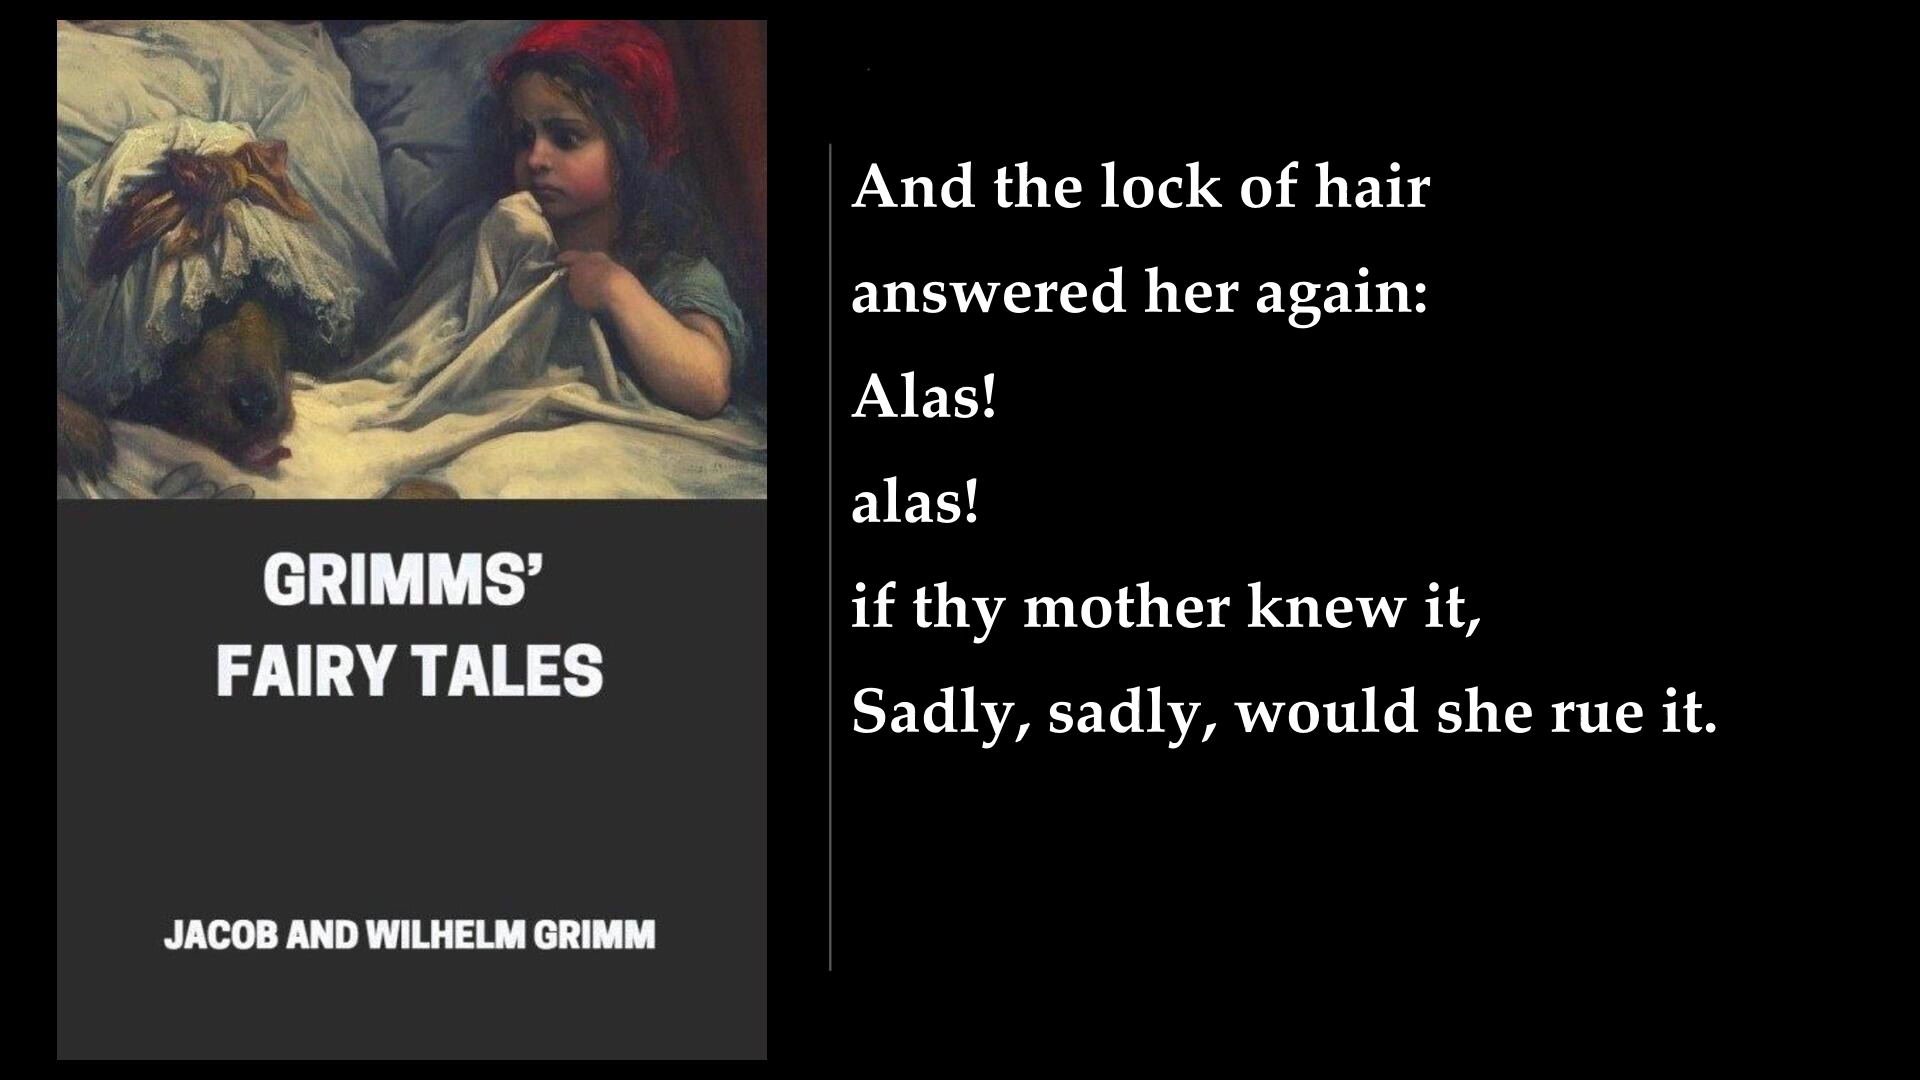 GRIMMS’
FAIRY TALES
JACOB AND WILHELM GRIMM
And the lock of hair
answered her again:
Alas!
alas!
if thy mother knew it,
Sadly, sadly, would she rue it.